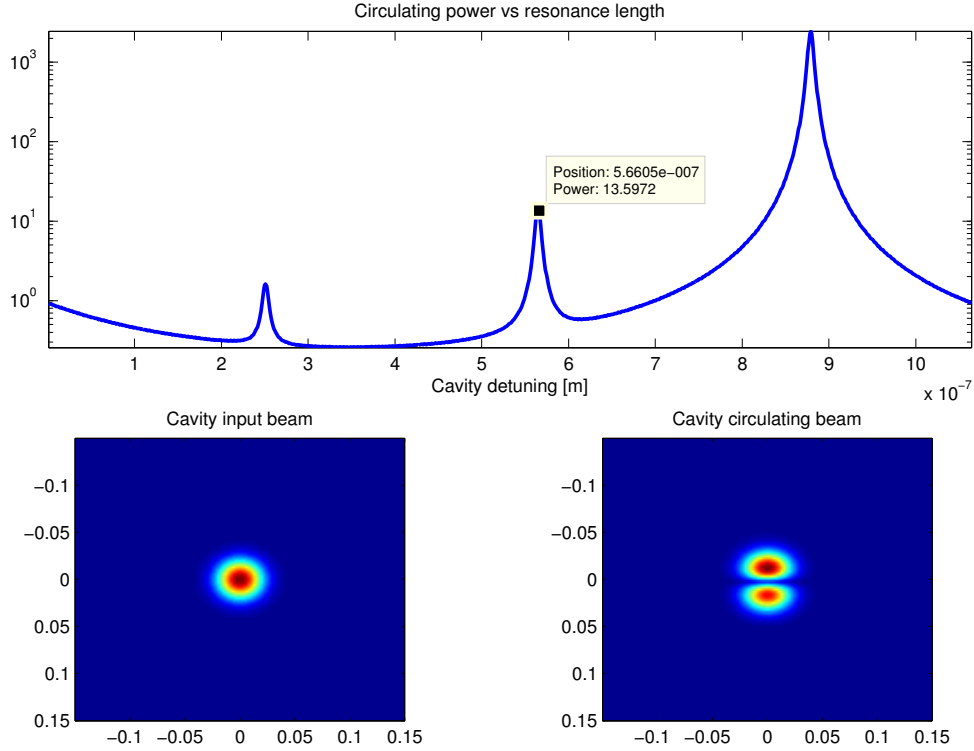 Circulating power vs resonance length
10^3
10^2
10^1
10^0
Position: 5.6605e−007
Power: 13.5972
1 2 3 4 5 6 7 8 9 10
Cavity detuning [m]
x 10^-7
Cavity input beam
−0.1
−0.05
0
0.05
0.1
0.15
−0.1 −0.05 0 0.05 0.1 0.15
Cavity circulating beam
−0.1
−0.05
0
0.05
0.1
0.15
−0.1 −0.05 0 0.05 0.1 0.15